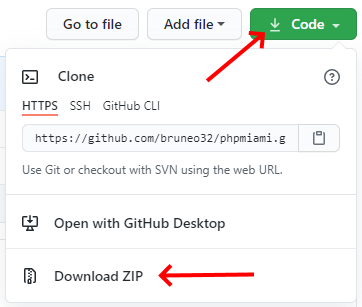 Go to file Add file Code
Clone
HTTPS SSH GitHub CLI
https://github.com/bruneo32/phpmiami.g
Use Git or checkout with SVN using the web URL.
Open with GitHub Desktop
Download ZIP